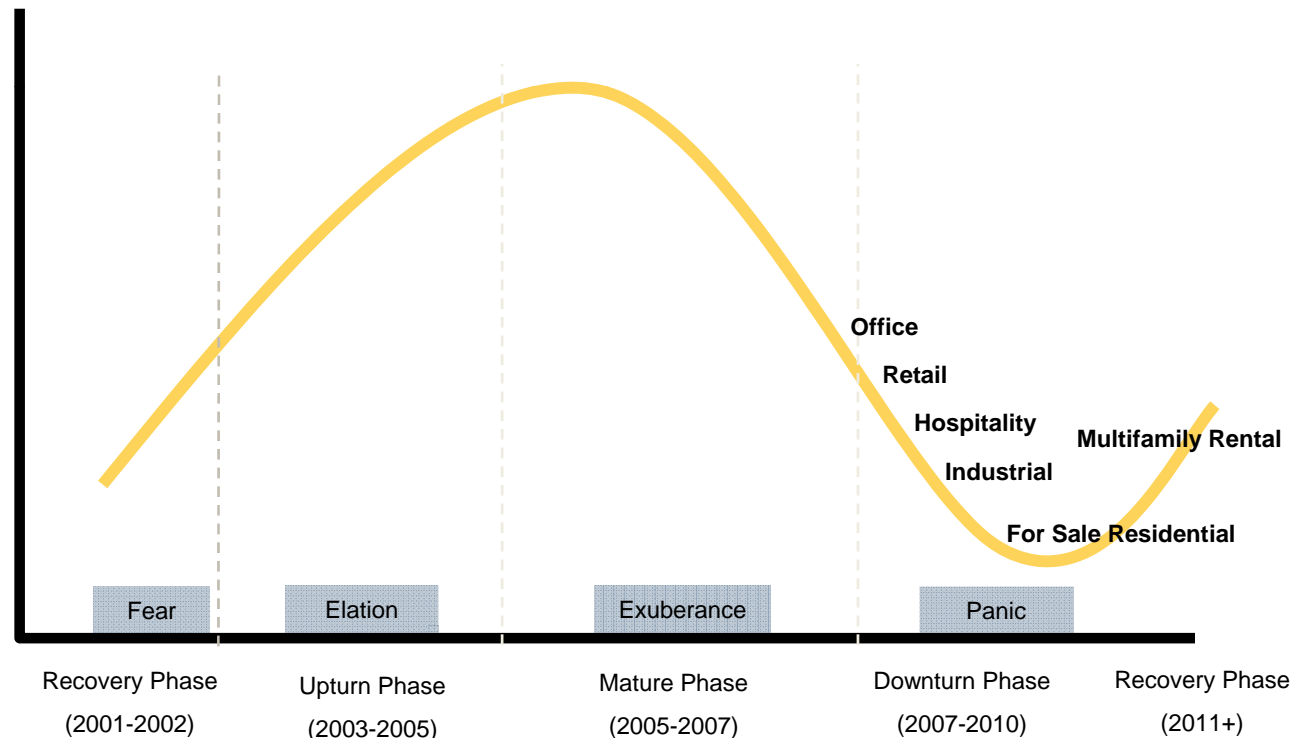 Office
Retail
Hospitality
Multifamily Rental
Industrial
For Sale Residential
Fear
Elation
Exuberance
Panic
Recovery Phase
(2001-2002)
Upturn Phase
(2003-2005)
Mature Phase
(2005-2007)
Downturn Phase
(2007-2010)
Recovery Phase
(2011+)